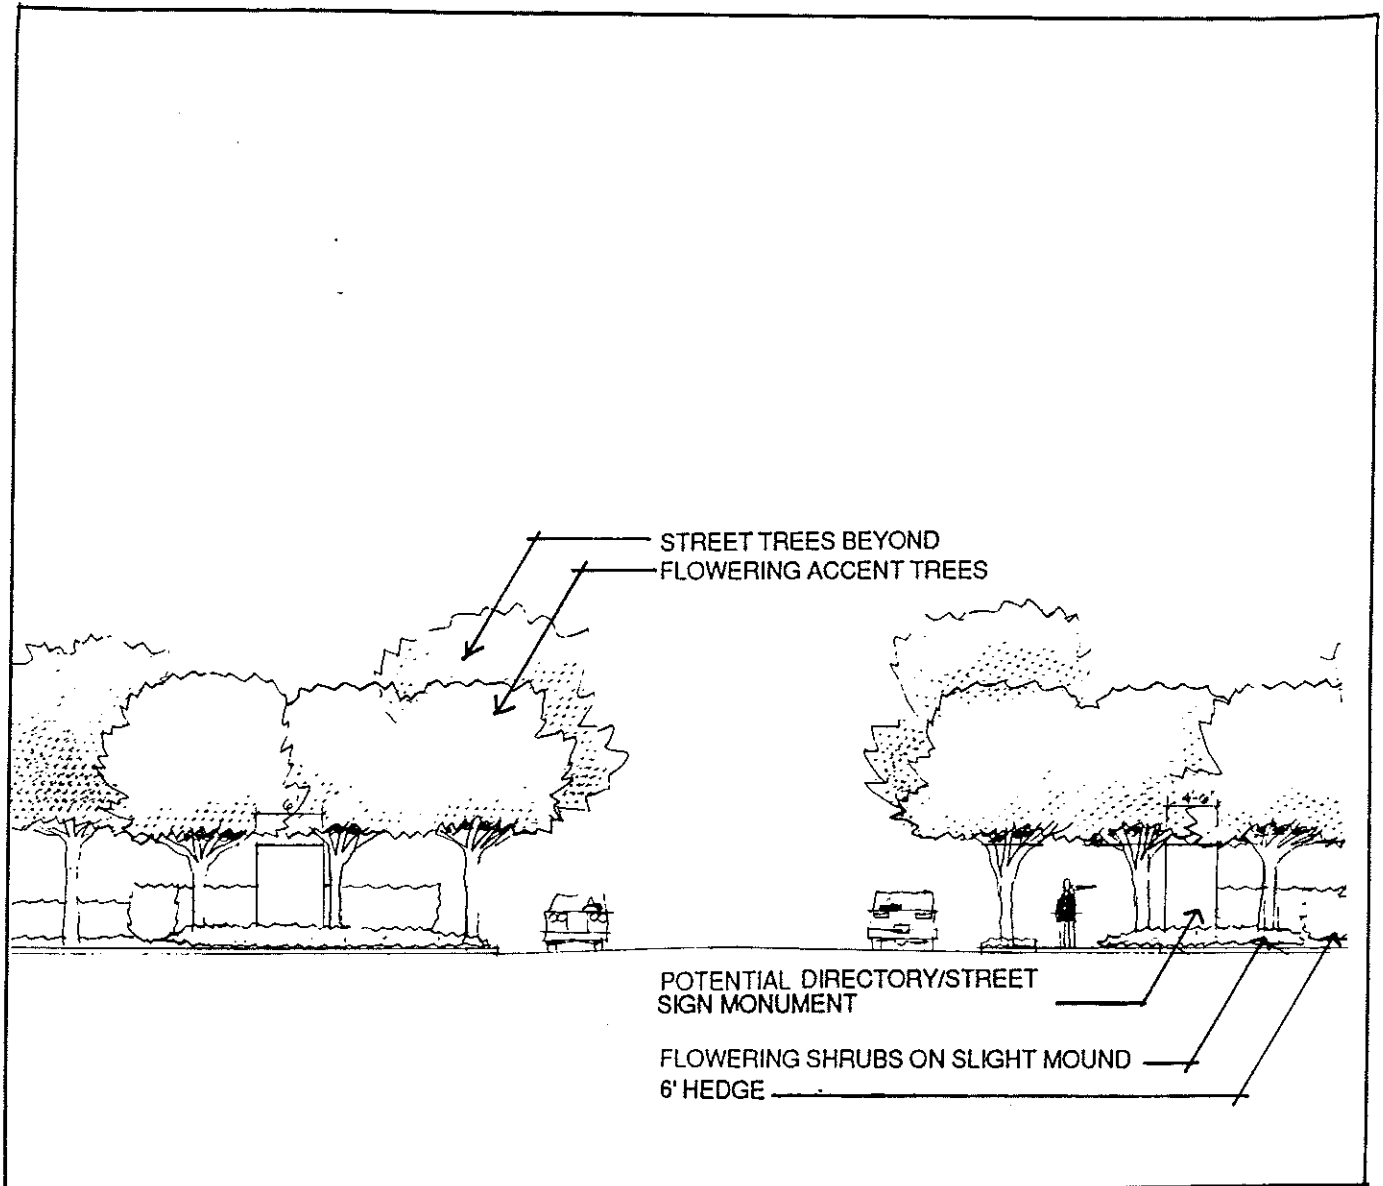 STREET TREES BEYOND
FLOWERING ACCENT TREES
POTENTIAL DIRECTORY/STREET
SIGN MONUMENT
FLOWERING SHRUBS ON SLIGHT MOUND
6' HEDGE